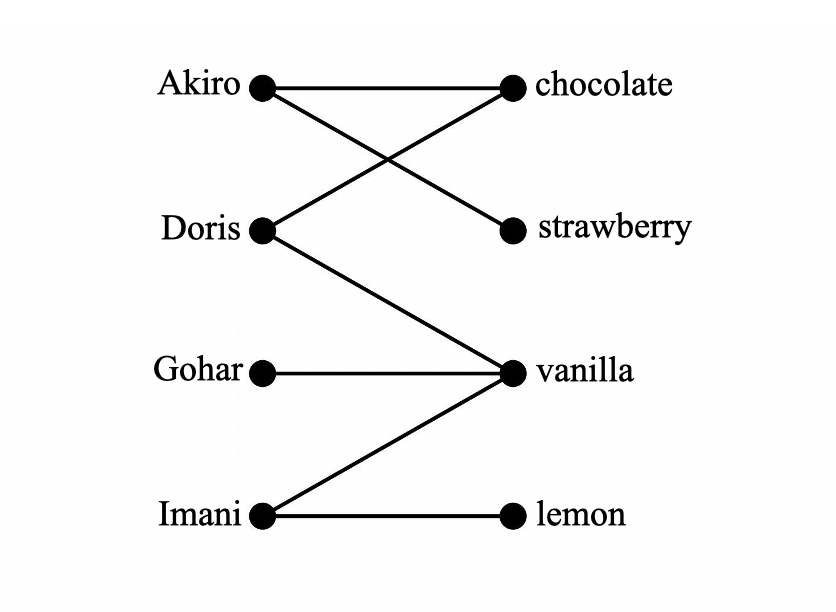 Akiro
chocolate
Doris
strawberry
Gohar
vanilla
Imani
lemon